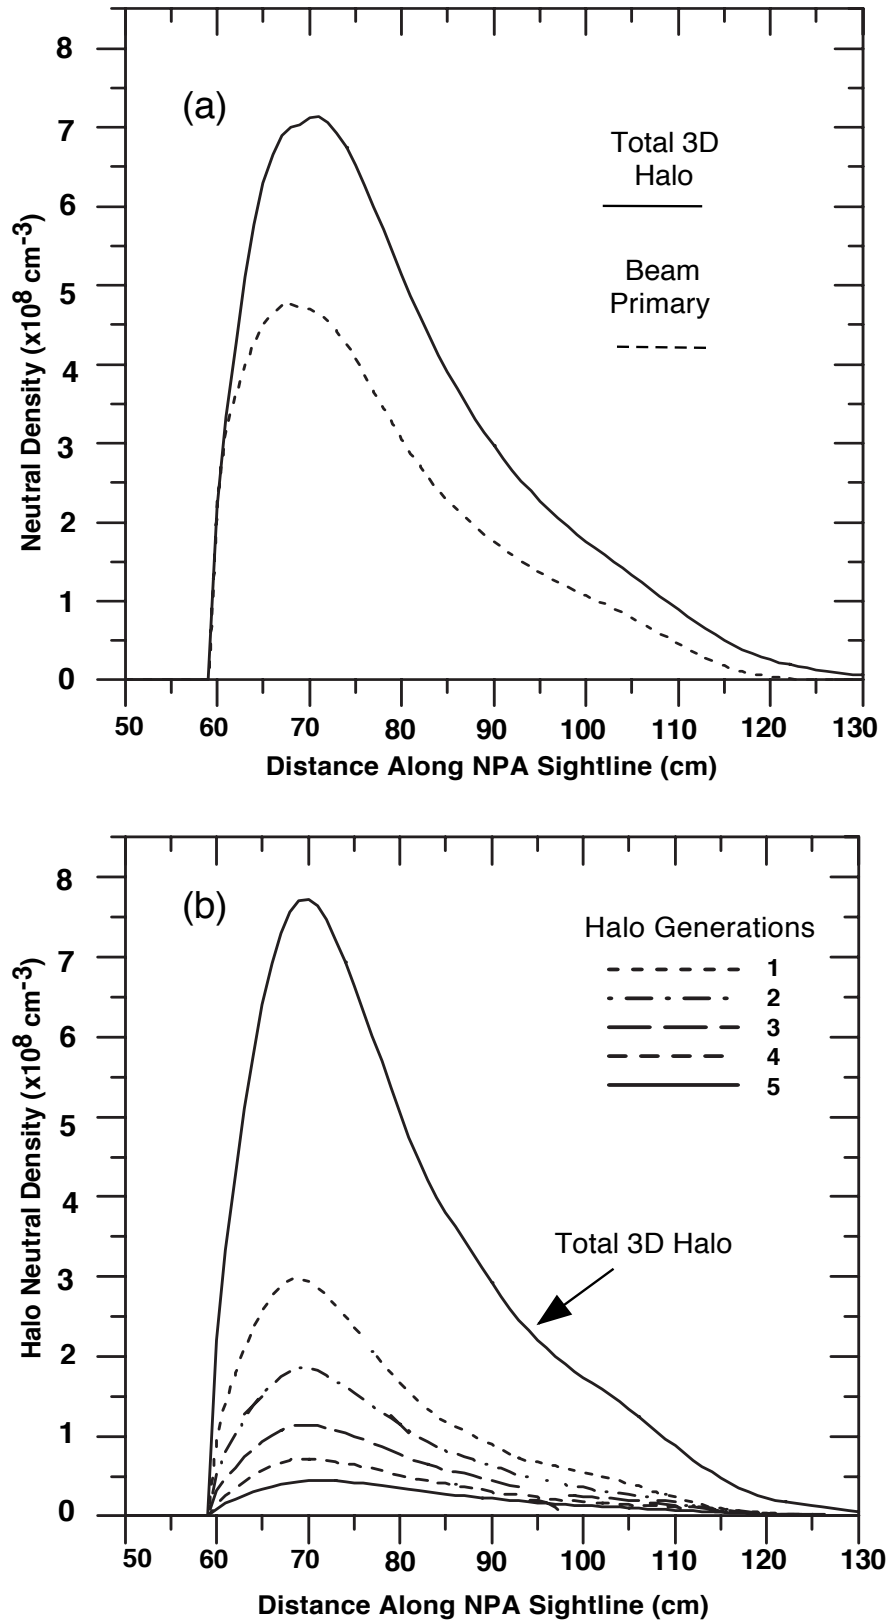 (a)
Total 3D
Halo
Beam
Primary
Neutral Density (x10⁸ cm⁻³)
8
7
6
5
4
3
2
1
0
50 60 70 80 90 100 110 120 130
Distance Along NPA Sightline (cm)
(b)
Halo Generations
1
2
3
4
5
Total 3D Halo
Halo Neutral Density (x10⁸ cm⁻³)
8
7
6
5
4
3
2
1
0
50 60 70 80 90 100 110 120 130
Distance Along NPA Sightline (cm)